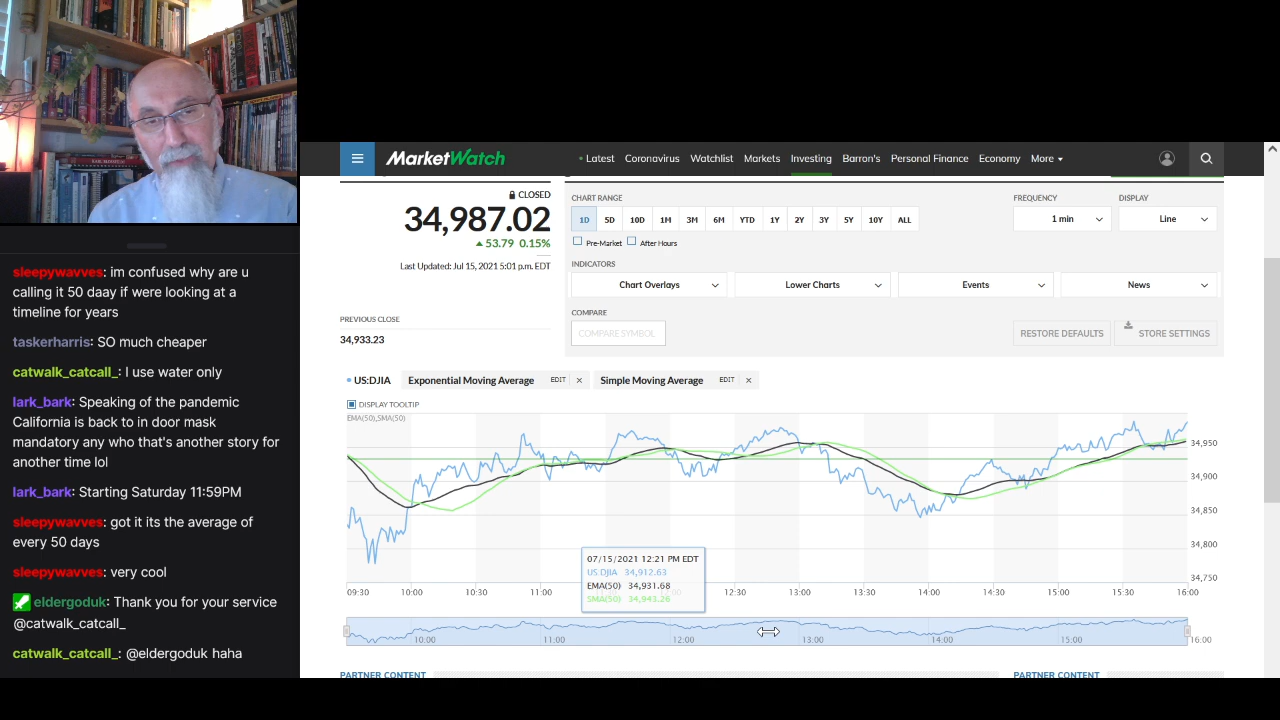 sleepywavves: im confused why are u
calling it 50 daay if were looking at a
timeline for years
taskerharris: SO much cheaper
catwalk_catcall_: I use water only
lark_bark: Speaking of the pandemic
California is back to in door mask
mandatory any who that's another story for
another time lol
lark_bark: Starting Saturday 11:59PM
sleepywavves: got it its the average of
every 50 days
sleepywavves: very cool
eldergoduk: Thank you for your service
@catwalk_catcall_
catwalk_catcall_: @eldergoduk haha
MarketWatch
Latest Coronavirus Watchlist Markets Investing Barron's Personal Finance Economy More
CLOSED
34,987.02
53.79 0.15%
Last Updated: Jul 15, 2021 5:01 p.m. EDT
PREVIOUS CLOSE
34,933.23
CHART RANGE
1D 5D 10D 1M 3M 6M YTD 1Y 2Y 3Y 5Y 10Y ALL
Pre-Market After Hours
FREQUENCY
1 min
DISPLAY
Line
INDICATORS
Chart Overlays Lower Charts Events News
COMPARE
COMPARE SYMBOL
RESTORE DEFAULTS STORE SETTINGS
US:DJIA Exponential Moving Average EDIT × Simple Moving Average EDIT ×
DISPLAY TOOLTIP
EMA(50),SMA(50)
34,950
34,900
34,850
34,800
34,750
07/15/2021 12:21 PM EDT
US:DJIA 34,912.63
EMA(50) 34,931.68
SMA(50) 34,943.26
09:30 10:00 10:30 11:00 12:30 13:00 13:30 14:00 14:30 15:00 15:30 16:00
10:00 11:00 12:00 13:00 14:00 15:00 16:00
PARTNER CONTENT PARTNER CONTENT